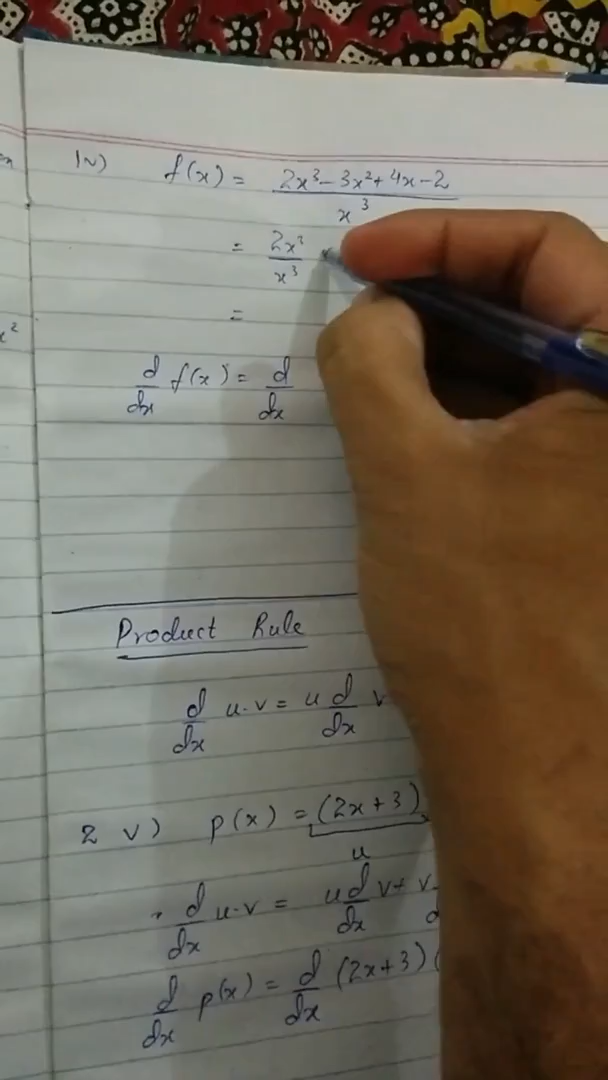 iv) f(x) = 2x³-3x²+4x-2
x³
= 2x³
x³
=
x²
d/dx f(x) = d/dx
Product Rule
d/dx u·v = u d/dx v
2 v) p(x) = (2x+3)
u
d/dx u·v = u d/dx v + v
d/dx p(x) = d/dx (2x+3)(